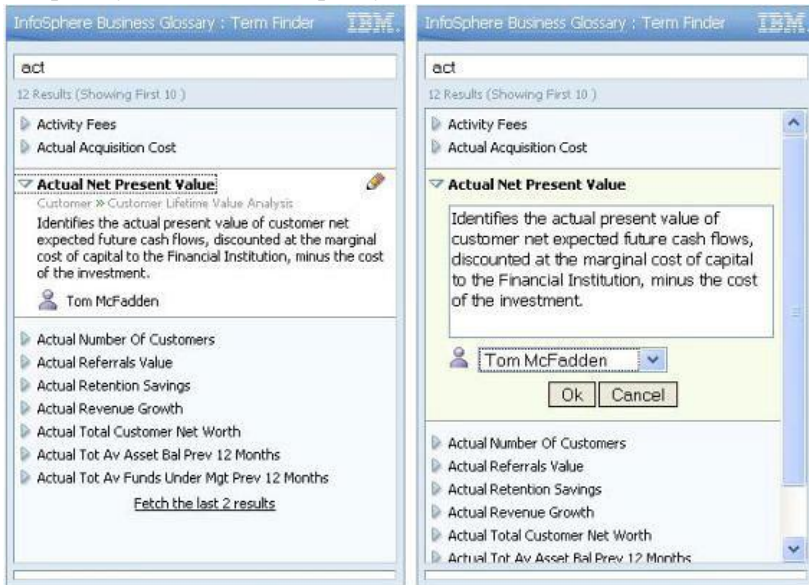 InfoSphere Business Glossary : Term Finder IBM.
act
12 Results (Showing First 10 )
Activity Fees
Actual Acquisition Cost
Actual Net Present Value
Customer » Customer Lifetime Value Analysis
Identifies the actual present value of customer net
expected future cash flows, discounted at the marginal
cost of capital to the Financial Institution, minus the cost
of the investment.
Tom McFadden
Actual Number Of Customers
Actual Referrals Value
Actual Retention Savings
Actual Revenue Growth
Actual Total Customer Net Worth
Actual Tot Av Asset Bal Prev 12 Months
Actual Tot Av Funds Under Mgt Prev 12 Months
Fetch the last 2 results
InfoSphere Business Glossary : Term Finder IBM.
act
12 Results (Showing First 10 )
Activity Fees
Actual Acquisition Cost
Actual Net Present Value
Identifies the actual present value of
customer net expected future cash flows,
discounted at the marginal cost of capital
to the Financial Institution, minus the cost
of the investment.
Tom McFadden
Ok Cancel
Actual Number Of Customers
Actual Referrals Value
Actual Retention Savings
Actual Revenue Growth
Actual Total Customer Net Worth
Actual Tot Av Asset Bal Prev 12 Months